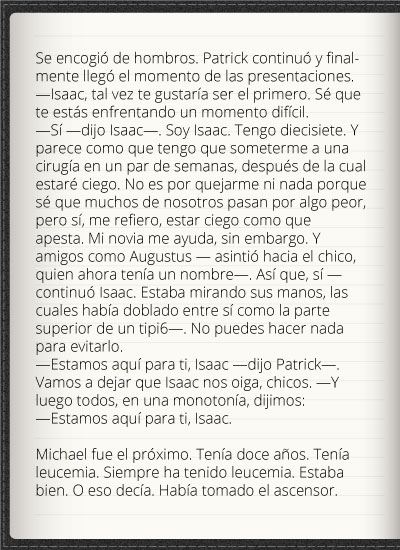 Se encogió de hombros. Patrick continuó y final-
mente llegó el momento de las presentaciones.
—Isaac, tal vez te gustaría ser el primero. Sé que
te estás enfrentando un momento difícil.
—Sí —dijo Isaac—. Soy Isaac. Tengo diecisiete. Y
parece como que tengo que someterme a una
cirugía en un par de semanas, después de la cual
estaré ciego. No es por quejarme ni nada porque
sé que muchos de nosotros pasan por algo peor,
pero sí, me refiero, estar ciego como que
apesta. Mi novia me ayuda, sin embargo. Y
amigos como Augustus — asintió hacia el chico,
quien ahora tenía un nombre—. Así que, sí —
continuó Isaac. Estaba mirando sus manos, las
cuales había doblado entre sí como la parte
superior de un tipi6—. No puedes hacer nada
para evitarlo.
—Estamos aquí para ti, Isaac —dijo Patrick—.
Vamos a dejar que Isaac nos oiga, chicos. —Y
luego todos, en una monotonía, dijimos:
—Estamos aquí para ti, Isaac.
Michael fue el próximo. Tenía doce años. Tenía
leucemia. Siempre ha tenido leucemia. Estaba
bien. O eso decía. Había tomado el ascensor.